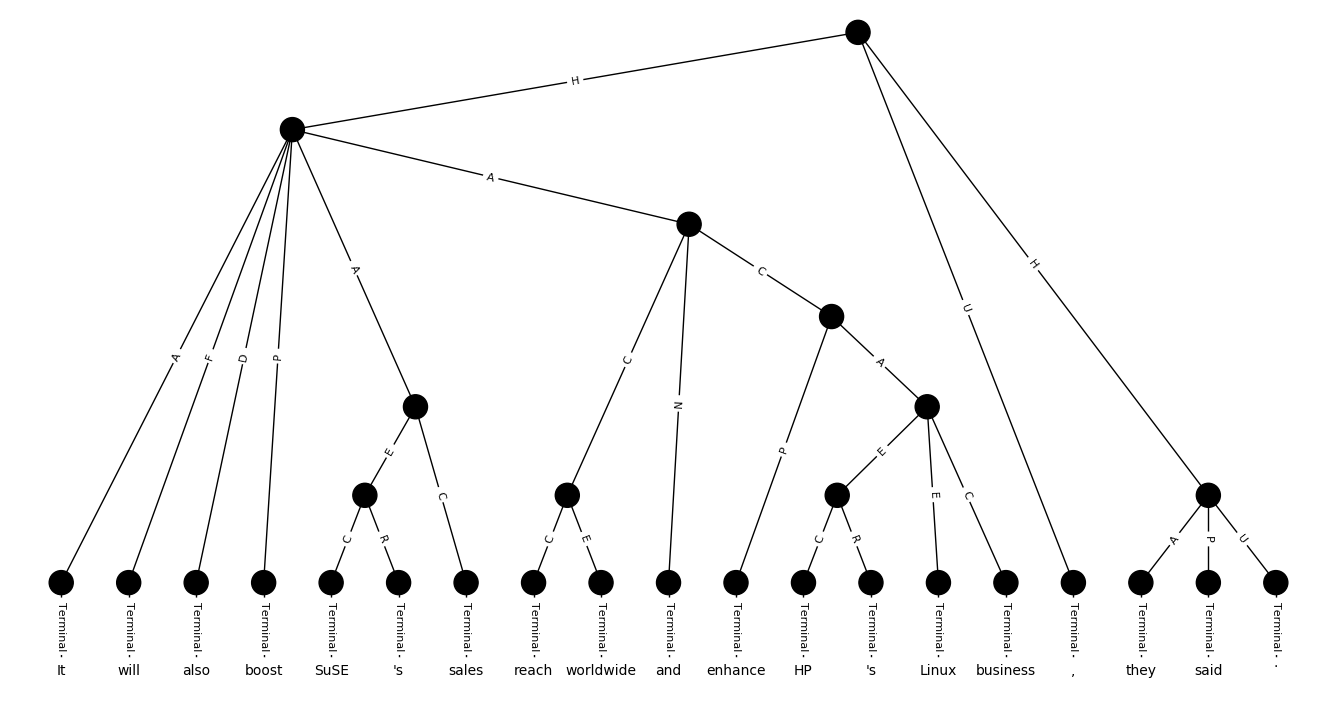 H
A
A
C
H
A
U
A F D P
C
A
N
P
E
C
E
E
C
C
R
C
E
C
R
A
P
U
Terminal Terminal Terminal Terminal Terminal Terminal Terminal Terminal Terminal Terminal Terminal Terminal Terminal Terminal Terminal Terminal Terminal Terminal Terminal
It will also boost SuSE 's sales reach worldwide and enhance HP 's Linux business , they said .